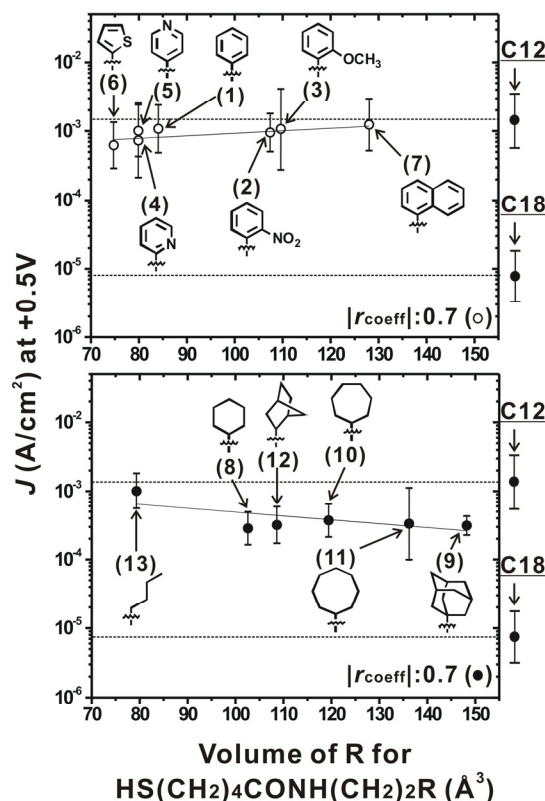 J (A/cm²) at +0.5V
10⁻²
10⁻³
10⁻⁴
10⁻⁵
10⁻⁶
S
(6)
N
(5)
(1)
OCH₃
(3)
(4)
N
(2)
NO₂
(7)
C12
C18
|rcoeff|:0.7 (○)
70 80 90 100 110 120 130 140 150
10⁻²
10⁻³
10⁻⁴
10⁻⁵
10⁻⁶
(8)
(12)
(10)
(13)
(11)
(9)
C12
C18
|rcoeff|:0.7 (●)
70 80 90 100 110 120 130 140 150
Volume of R for
HS(CH₂)₄CONH(CH₂)₂R (Å³)